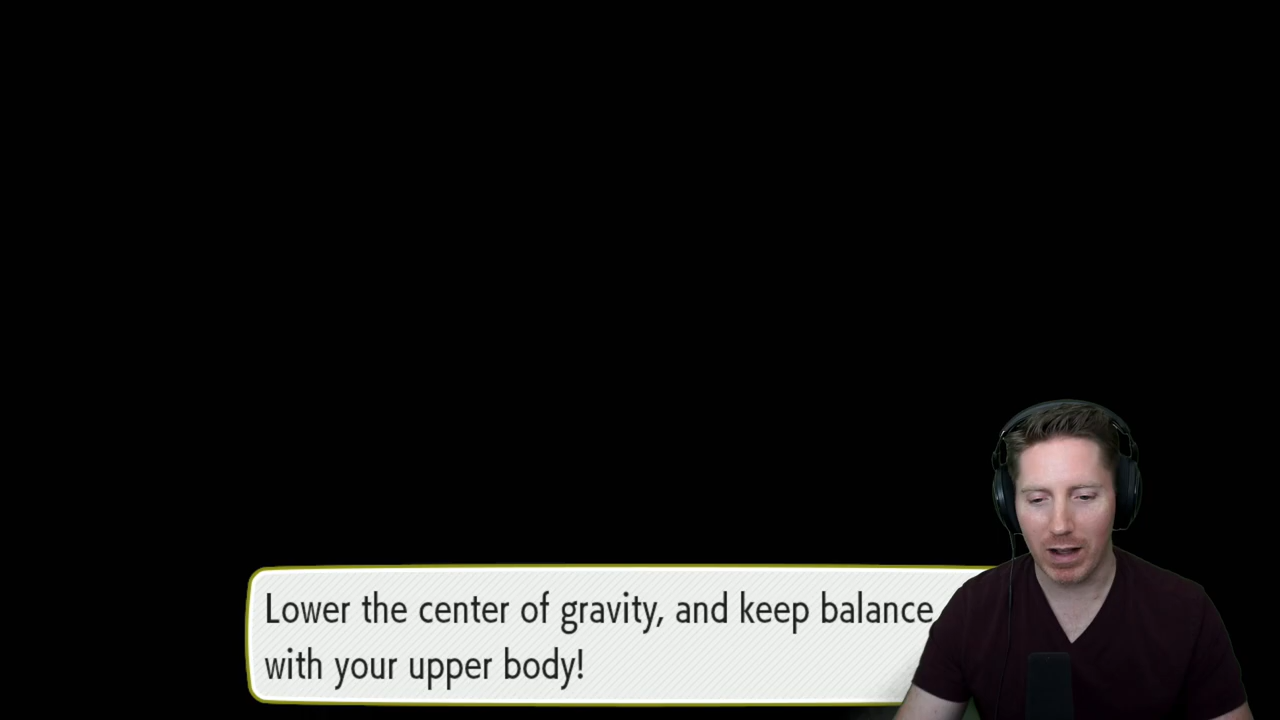 Lower the center of gravity, and keep balance
with your upper body!